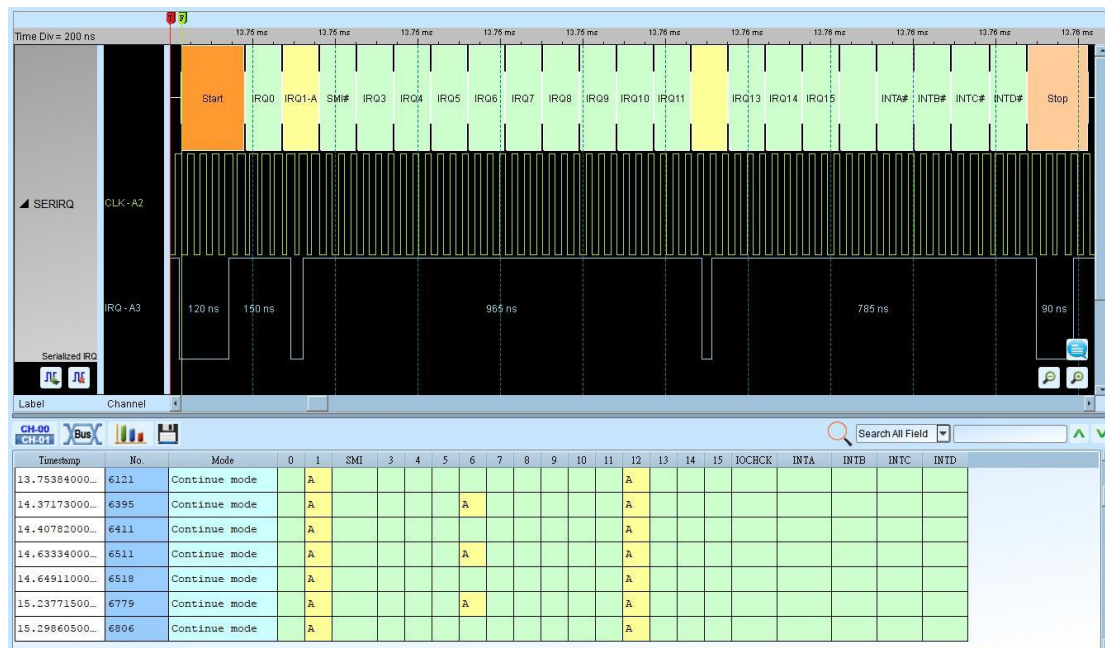 T F
Time Div = 200 ns 13.76 ms 13.76 ms 13.76 ms 13.76 ms 13.76 ms 13.76 ms 13.76 ms 13.76 ms 13.76 ms 13.76 ms 13.76 ms
Start IRQ0 IRQ1-A SMI# IRQ3 IRQ4 IRQ5 IRQ6 IRQ7 IRQ8 IRQ9 IRQ10 IRQ11 IRQ13 IRQ14 IRQ15 INTA# INTB# INTC# INTD# Stop
SERIRQ CLK - A2
IRQ - A3 120 ns 150 ns 965 ns 785 ns 90 ns
Serialized IRQ
Label Channel
CH-00 CH-01 Bus Search All Field
Timestamp No. Mode 0 1 SMI 3 4 5 6 7 8 9 10 11 12 13 14 15 IOCHCK INTA INTB INTC INTD
13.75384000... 6121 Continue mode A A
14.37173000... 6395 Continue mode A A A
14.40782000... 6411 Continue mode A A
14.63334000... 6511 Continue mode A A A
14.64911000... 6518 Continue mode A A
15.23771500... 6779 Continue mode A A A
15.29860500... 6806 Continue mode A A